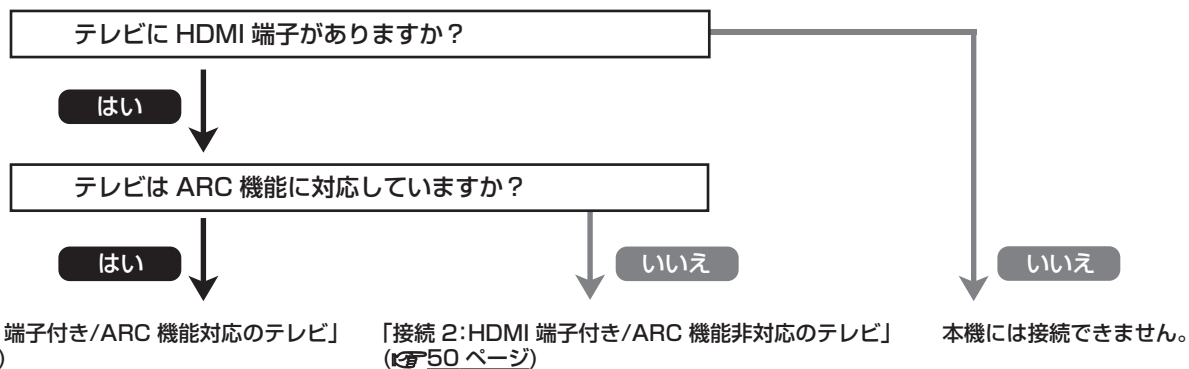 テレビに HDMI 端子がありますか？
はい
テレビは ARC 機能に対応していますか？
はい
いいえ
いいえ
端子付き/ARC 機能対応のテレビ」
)
「接続 2:HDMI 端子付き/ARC 機能非対応のテレビ」
(☞50 ページ)
本機には接続できません。